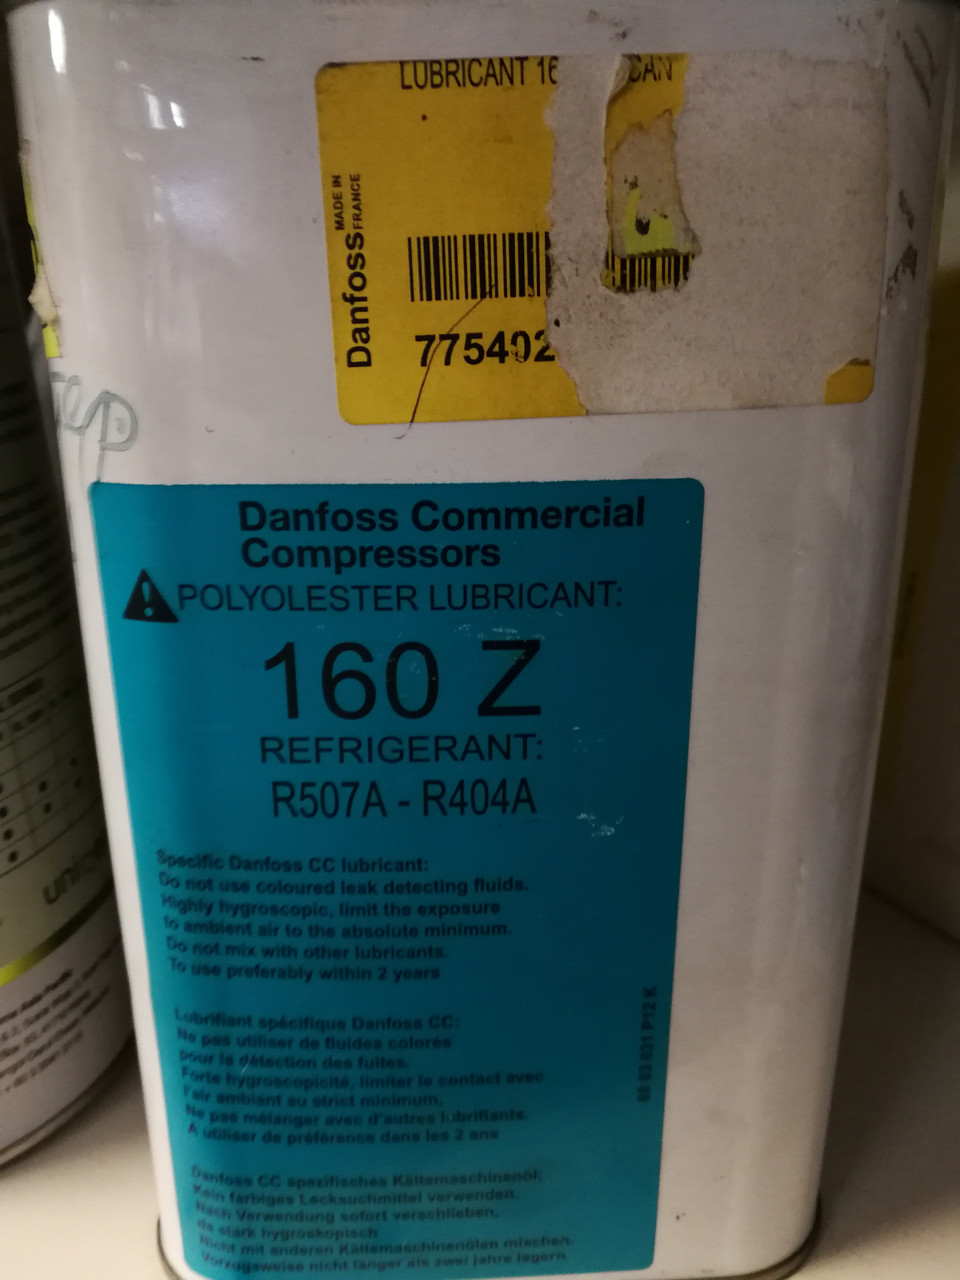 LUBRICANT 16
CAN
MADE IN
FRANCE
Danfoss
775402
Danfoss Commercial
Compressors
POLYOLESTER LUBRICANT:
160 Z
REFRIGERANT:
R507A - R404A
Specific Danfoss CC lubricant:
Do not use coloured leak detecting fluids.
Highly hygroscopic, limit the exposure
to ambient air to the absolute minimum.
Do not mix with other lubricants.
To use preferably within 2 years
Lubrifiant spécifique Danfoss CC:
Ne pas utiliser de fluides colorés
pour la détection des fuites.
Forte hygroscopicité, limiter le contact avec
l'air ambiant au strict minimum.
Ne pas mélanger avec d'autres lubrifiants.
A utiliser de préférence dans les 2 ans
Danfoss CC spezifisches Kältemaschinenöl:
Kein farbiges Lecksuchmittel verwenden.
Nach Verwendung sofort verschließen,
da stark hygroskopisch
Nicht mit anderen Kältemaschinenölen mischen.
Vorzugsweise nicht länger als zwei jahre lagern